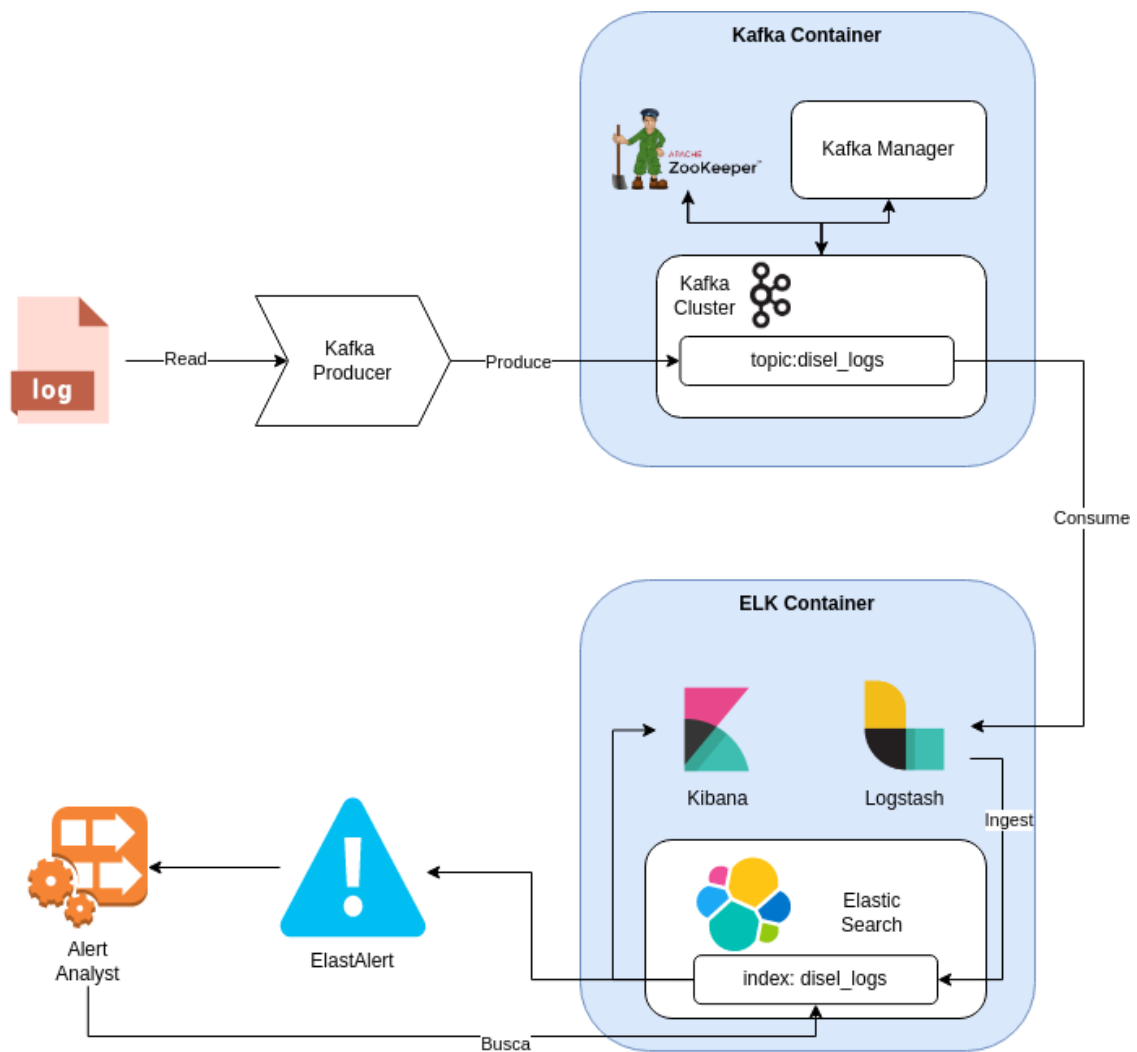 Kafka Container
APACHE
ZooKeeper™
Kafka Manager
Kafka
Cluster
topic:disel_logs
log
Read
Kafka
Producer
Produce
Consume
ELK Container
Kibana
Logstash
Ingest
Elastic
Search
index: disel_logs
ElastAlert
Alert
Analyst
Busca